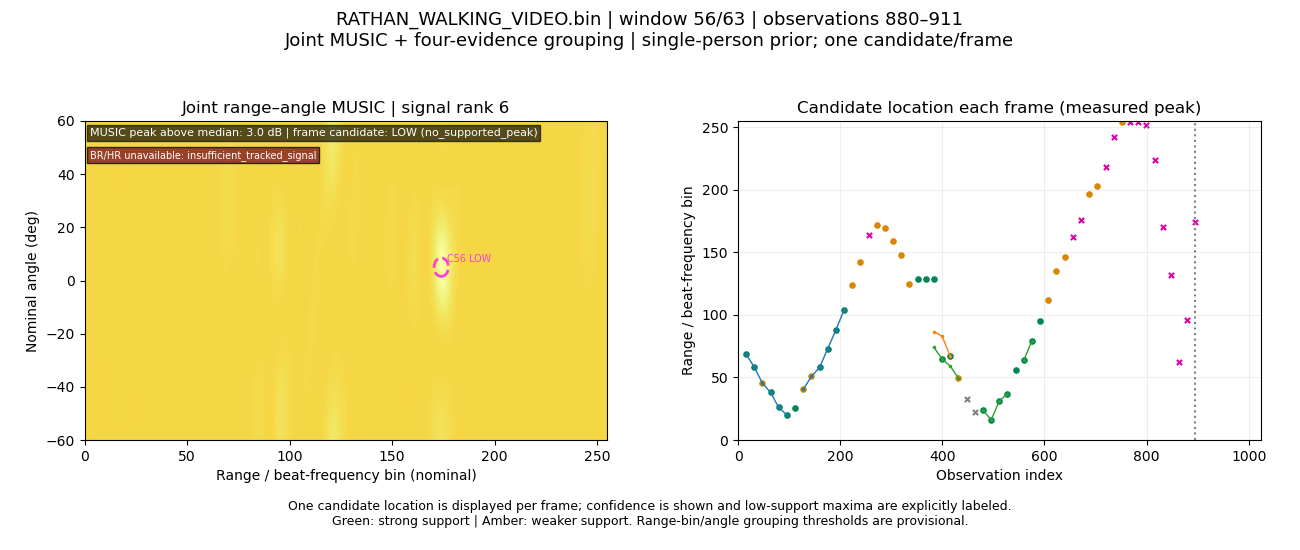 RATHAN_WALKING_VIDEO.bin | window 56/63 | observations 880–911
Joint MUSIC + four-evidence grouping | single-person prior; one candidate/frame
Joint range–angle MUSIC | signal rank 6
MUSIC peak above median: 3.0 dB | frame candidate: LOW (no_supported_peak)
BR/HR unavailable: insufficient_tracked_signal
C56 LOW
60
40
20
0
−20
−40
−60
Nominal angle (deg)
0 50 100 150 200 250
Range / beat-frequency bin (nominal)
Candidate location each frame (measured peak)
250
200
150
100
50
0
Range / beat-frequency bin
0 200 400 600 800 1000
Observation index
One candidate location is displayed per frame; confidence is shown and low-support maxima are explicitly labeled.
Green: strong support | Amber: weaker support. Range-bin/angle grouping thresholds are provisional.